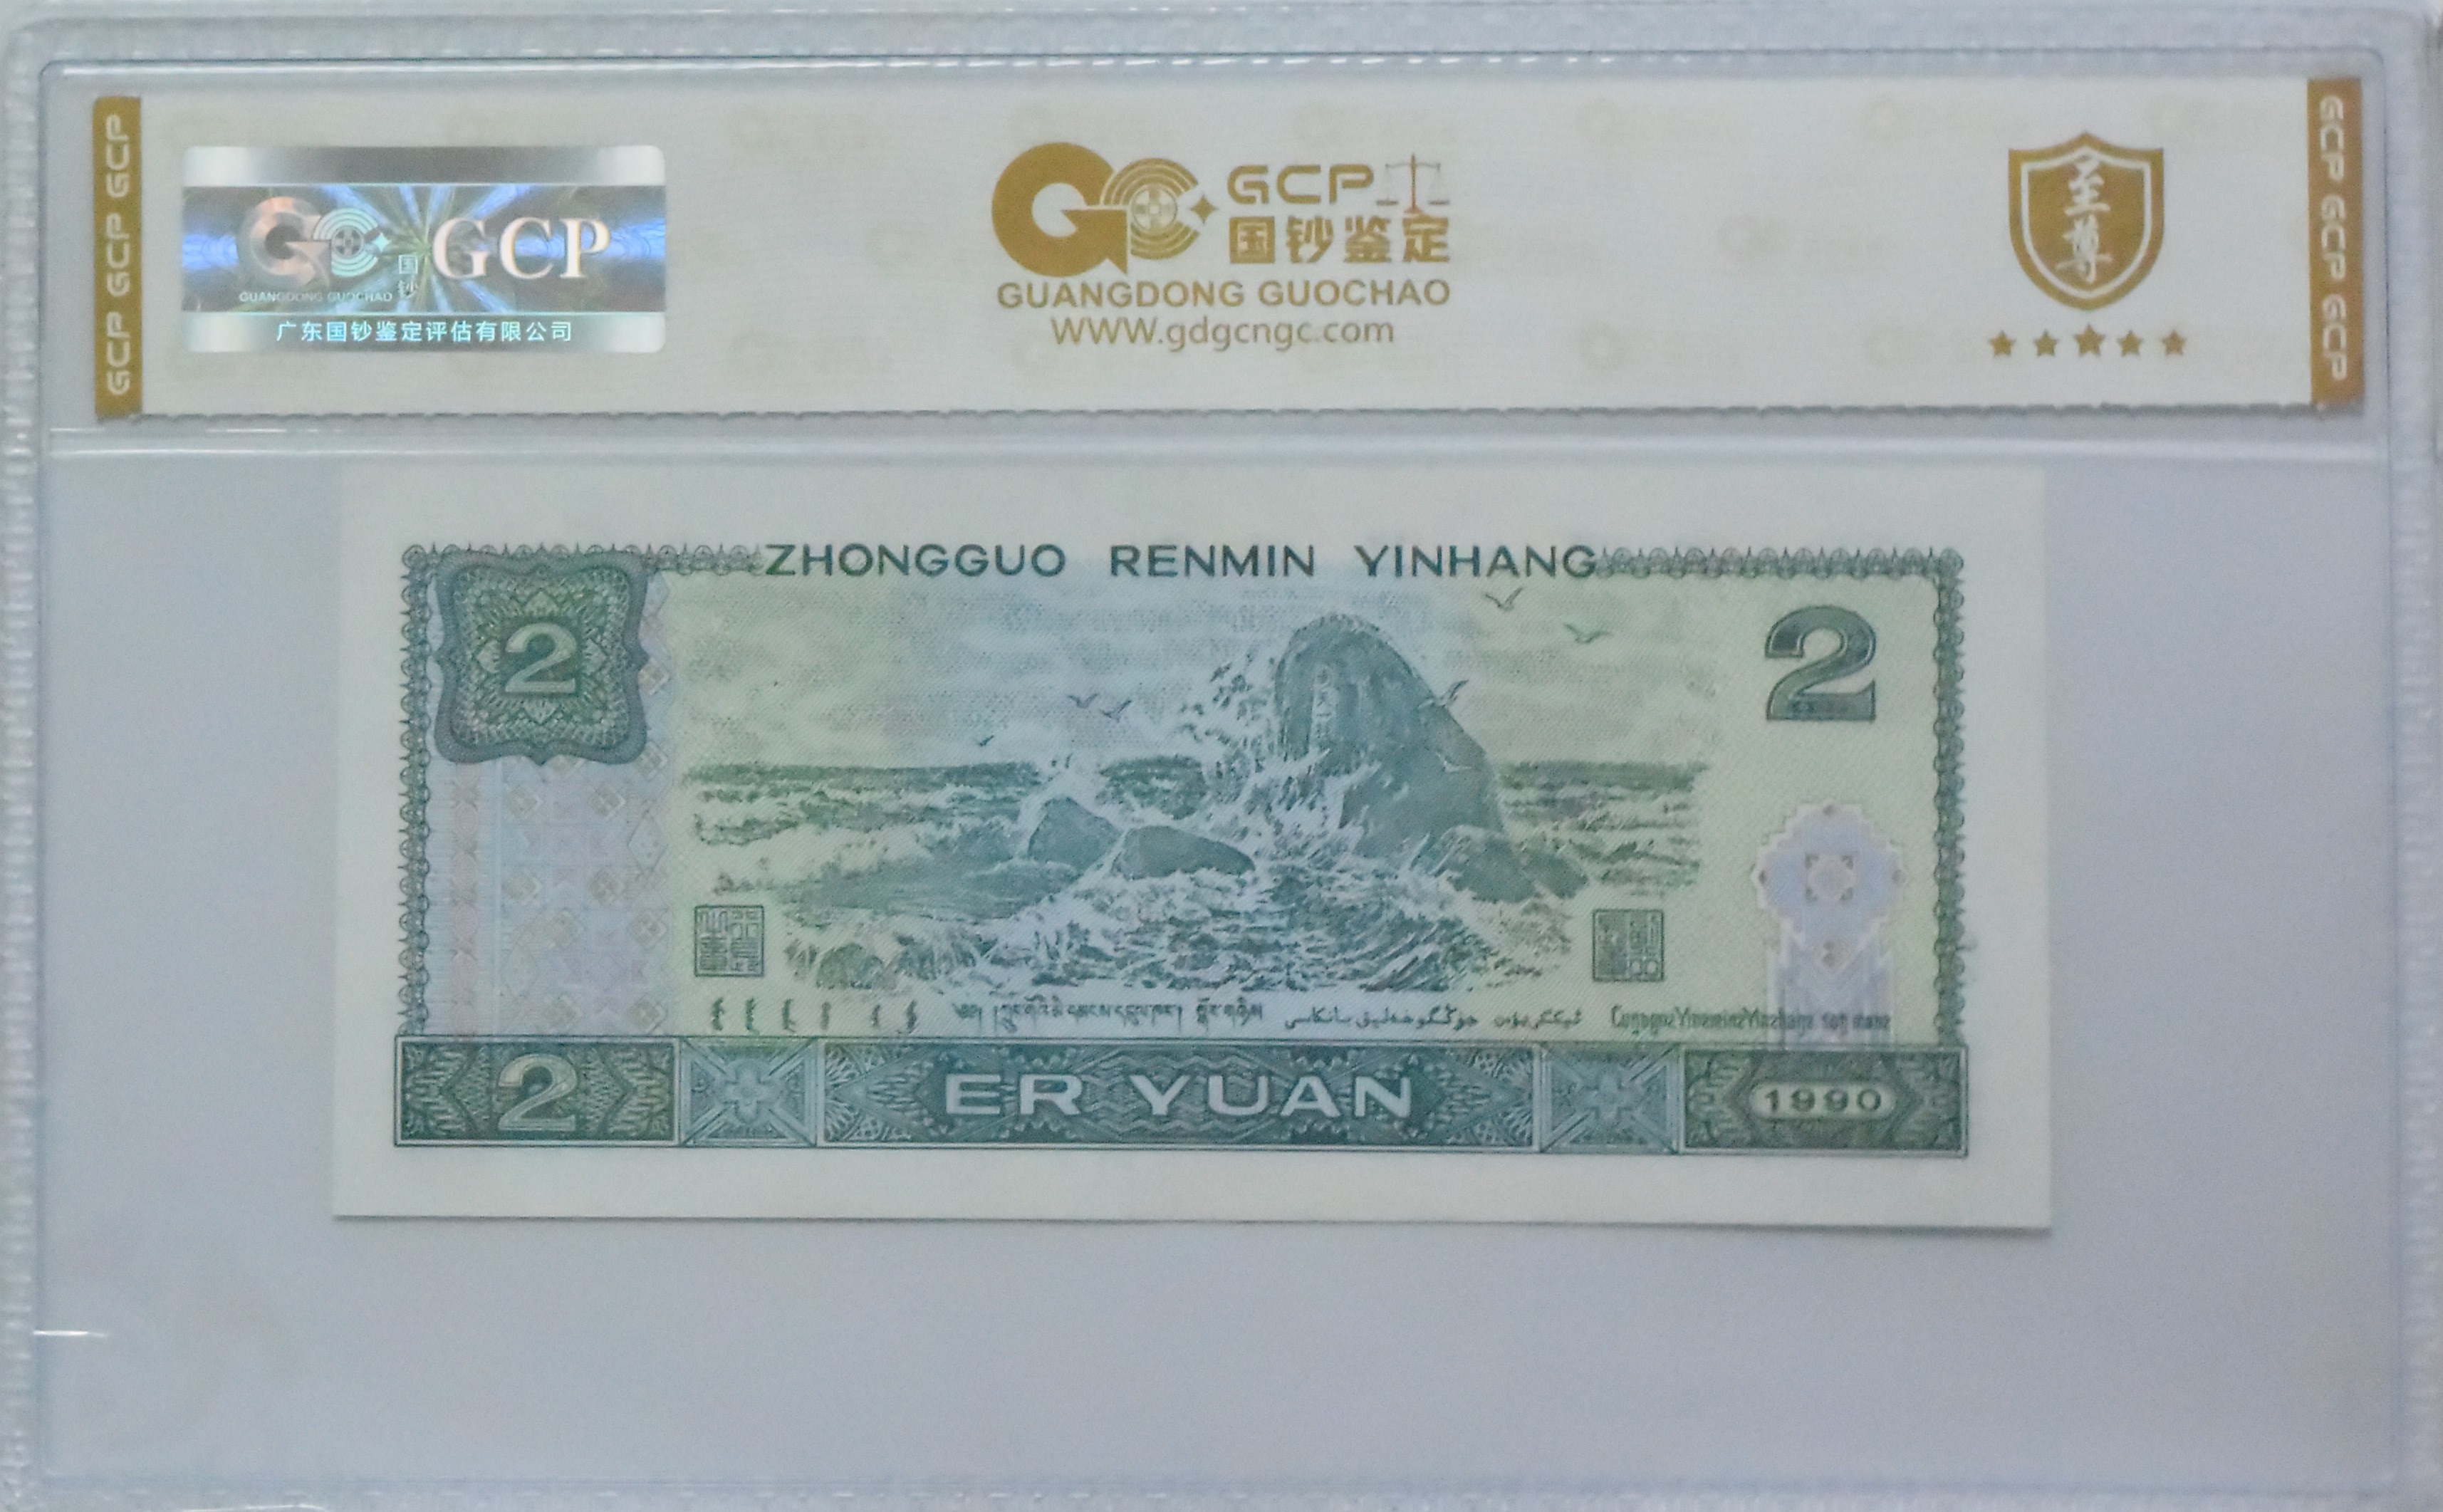 GCP GCP GCP
国钞
GCP
GUANGDONG GUOCHAO
广东国钞鉴定评估有限公司
GCP
国钞鉴定
GUANGDONG GUOCHAO
WWW.gdgcngc.com
至尊
GCP GCP GCP
ZHONGGUO RENMIN YINHANG
2
2
2
ER YUAN
1990